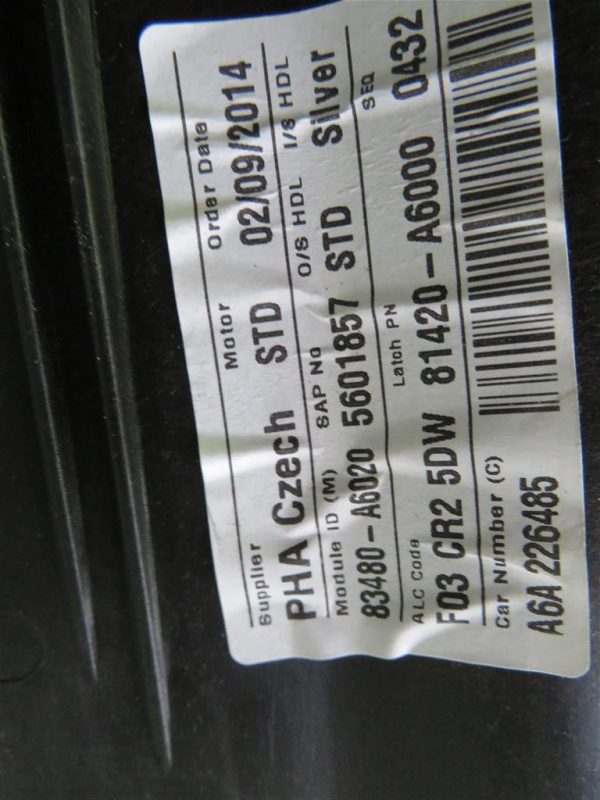 Supplier Motor Order Date
PHA Czech STD 02/09/2014
Module ID (M) SAP No O/S HDL I/S HDL
83480-A6020 5601857 STD Silver
ALC Code Latch PN SEQ
F03 CR2 5DW 81420-A6000 0432
Car Number (C)
A6A 226485